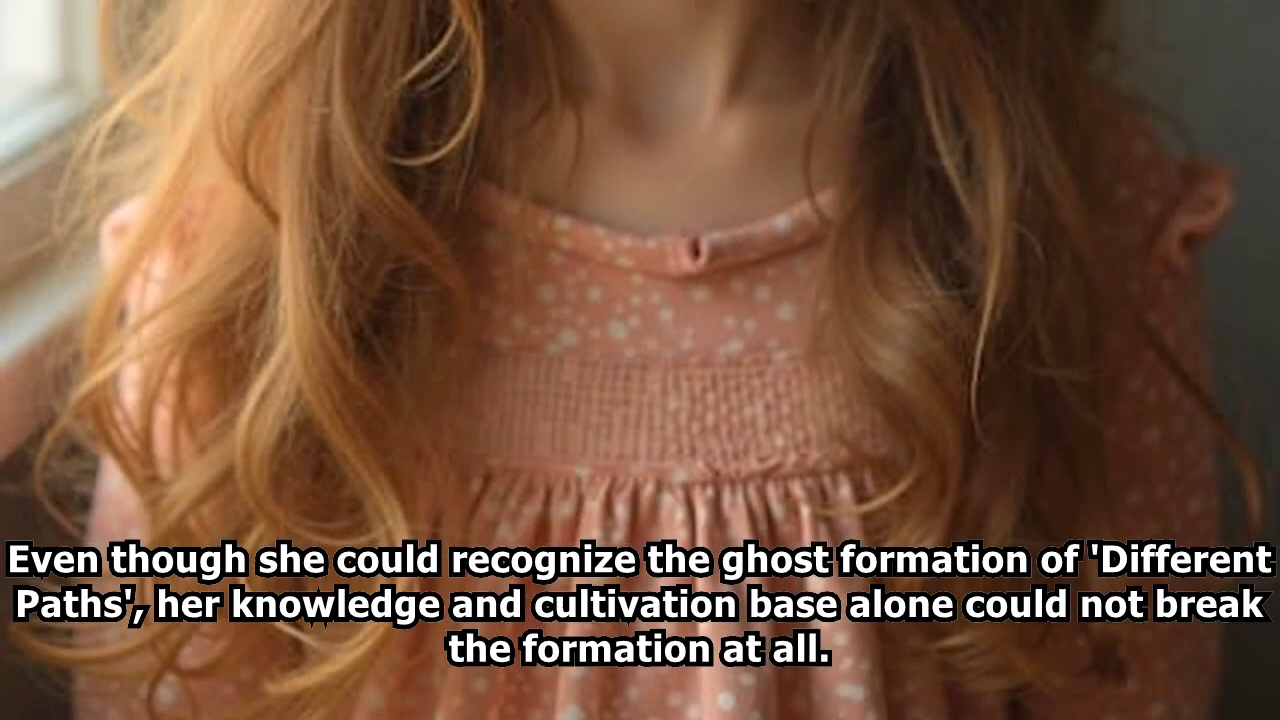 Even though she could recognize the ghost formation of 'Different
Paths', her knowledge and cultivation base alone could not break
the formation at all.